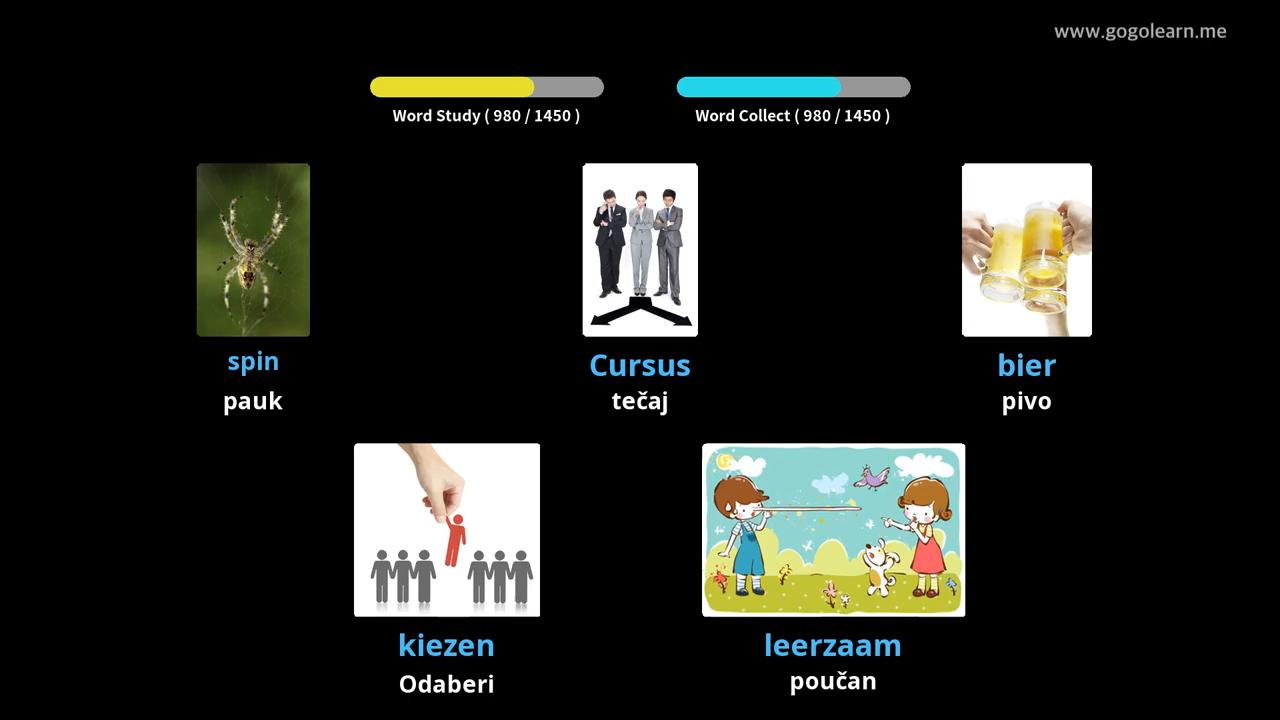 www.gogolearn.me
Word Study ( 980 / 1450 )
Word Collect ( 980 / 1450 )
spin
pauk
Cursus
tečaj
bier
pivo
kiezen
Odaberi
leerzaam
poučan